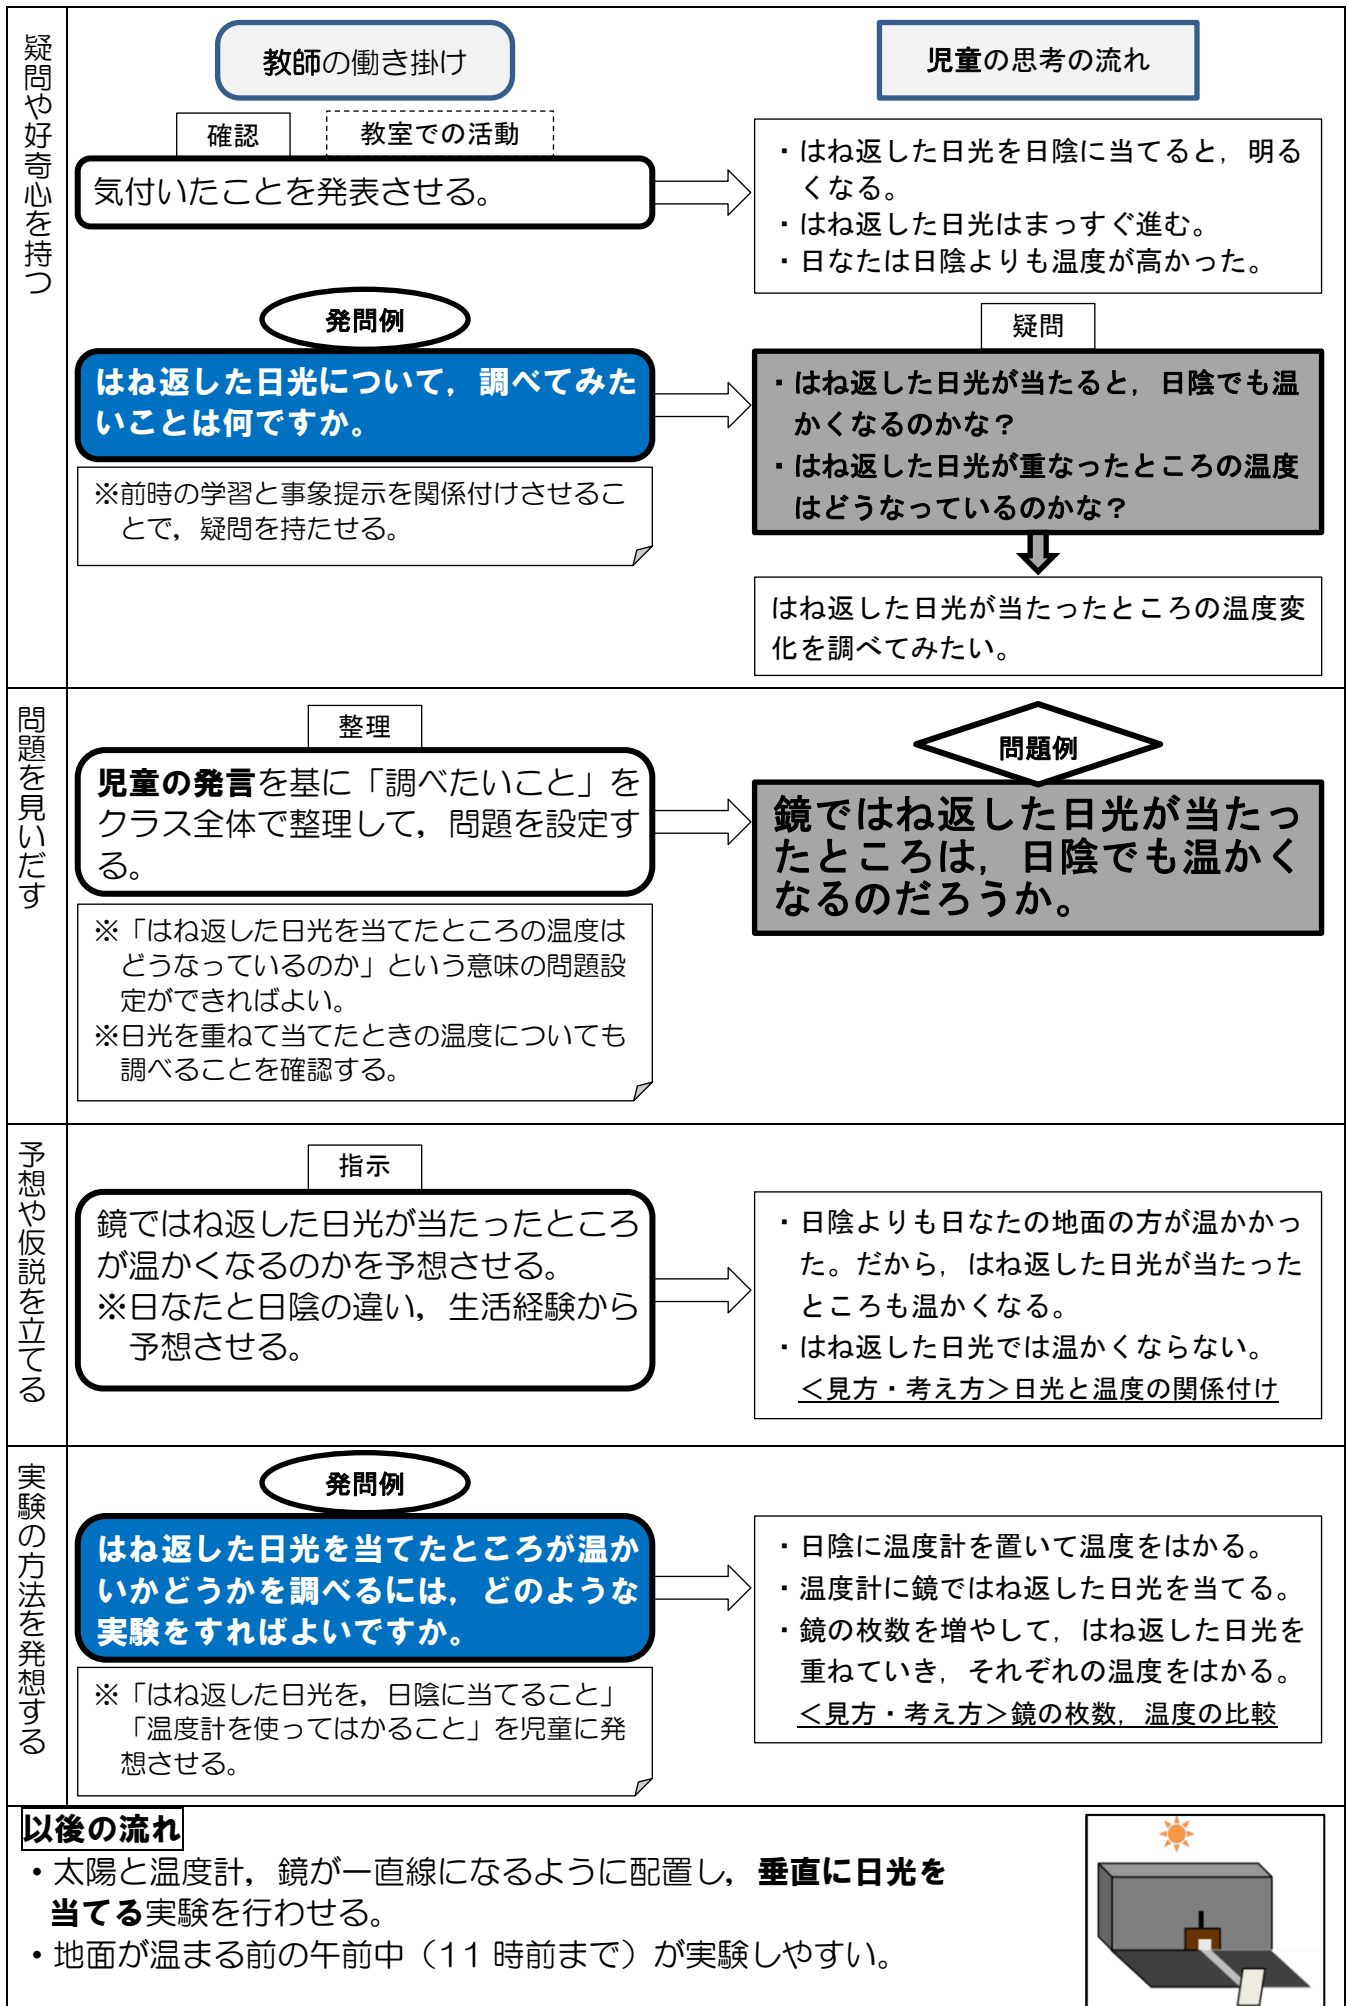 疑問や好奇心を持つ
教師の働き掛け
児童の思考の流れ
確認
教室での活動
気付いたことを発表させる。
・はね返した日光を日陰に当てると，明る
くなる。
・はね返した日光はまっすぐ進む。
・日なたは日陰よりも温度が高かった。
発問例
はね返した日光について，調べてみた
いことは何ですか。
※前時の学習と事象提示を関係付けさせるこ
とで，疑問を持たせる。
疑問
・はね返した日光が当たると，日陰でも温
かくなるのかな？
・はね返した日光が重なったところの温度
はどうなっているのかな？
はね返した日光が当たったところの温度変
化を調べてみたい。
問題を見いだす
整理
児童の発言を基に「調べたいこと」を
クラス全体で整理して，問題を設定す
る。
※「はね返した日光を当てたところの温度は
どうなっているのか」という意味の問題設
定ができればよい。
※日光を重ねて当てたときの温度についても
調べることを確認する。
問題例
鏡ではね返した日光が当たっ
たところは，日陰でも温かく
なるのだろうか。
予想や仮説を立てる
指示
鏡ではね返した日光が当たったところ
が温かくなるのかを予想させる。
※日なたと日陰の違い，生活経験から
予想させる。
・日陰よりも日なたの地面の方が温かかっ
た。だから，はね返した日光が当たった
ところも温かくなる。
・はね返した日光では温かくならない。
＜見方・考え方＞日光と温度の関係付け
実験の方法を発想する
発問例
はね返した日光を当てたところが温か
いかどうかを調べるには，どのような
実験をすればよいですか。
※「はね返した日光を，日陰に当てること」
「温度計を使ってはかること」を児童に発
想させる。
・日陰に温度計を置いて温度をはかる。
・温度計に鏡ではね返した日光を当てる。
・鏡の枚数を増やして，はね返した日光を
重ねていき，それぞれの温度をはかる。
＜見方・考え方＞鏡の枚数，温度の比較
以後の流れ
・太陽と温度計，鏡が一直線になるように配置し，垂直に日光を
当てる実験を行わせる。
・地面が温まる前の午前中（11 時前まで）が実験しやすい。